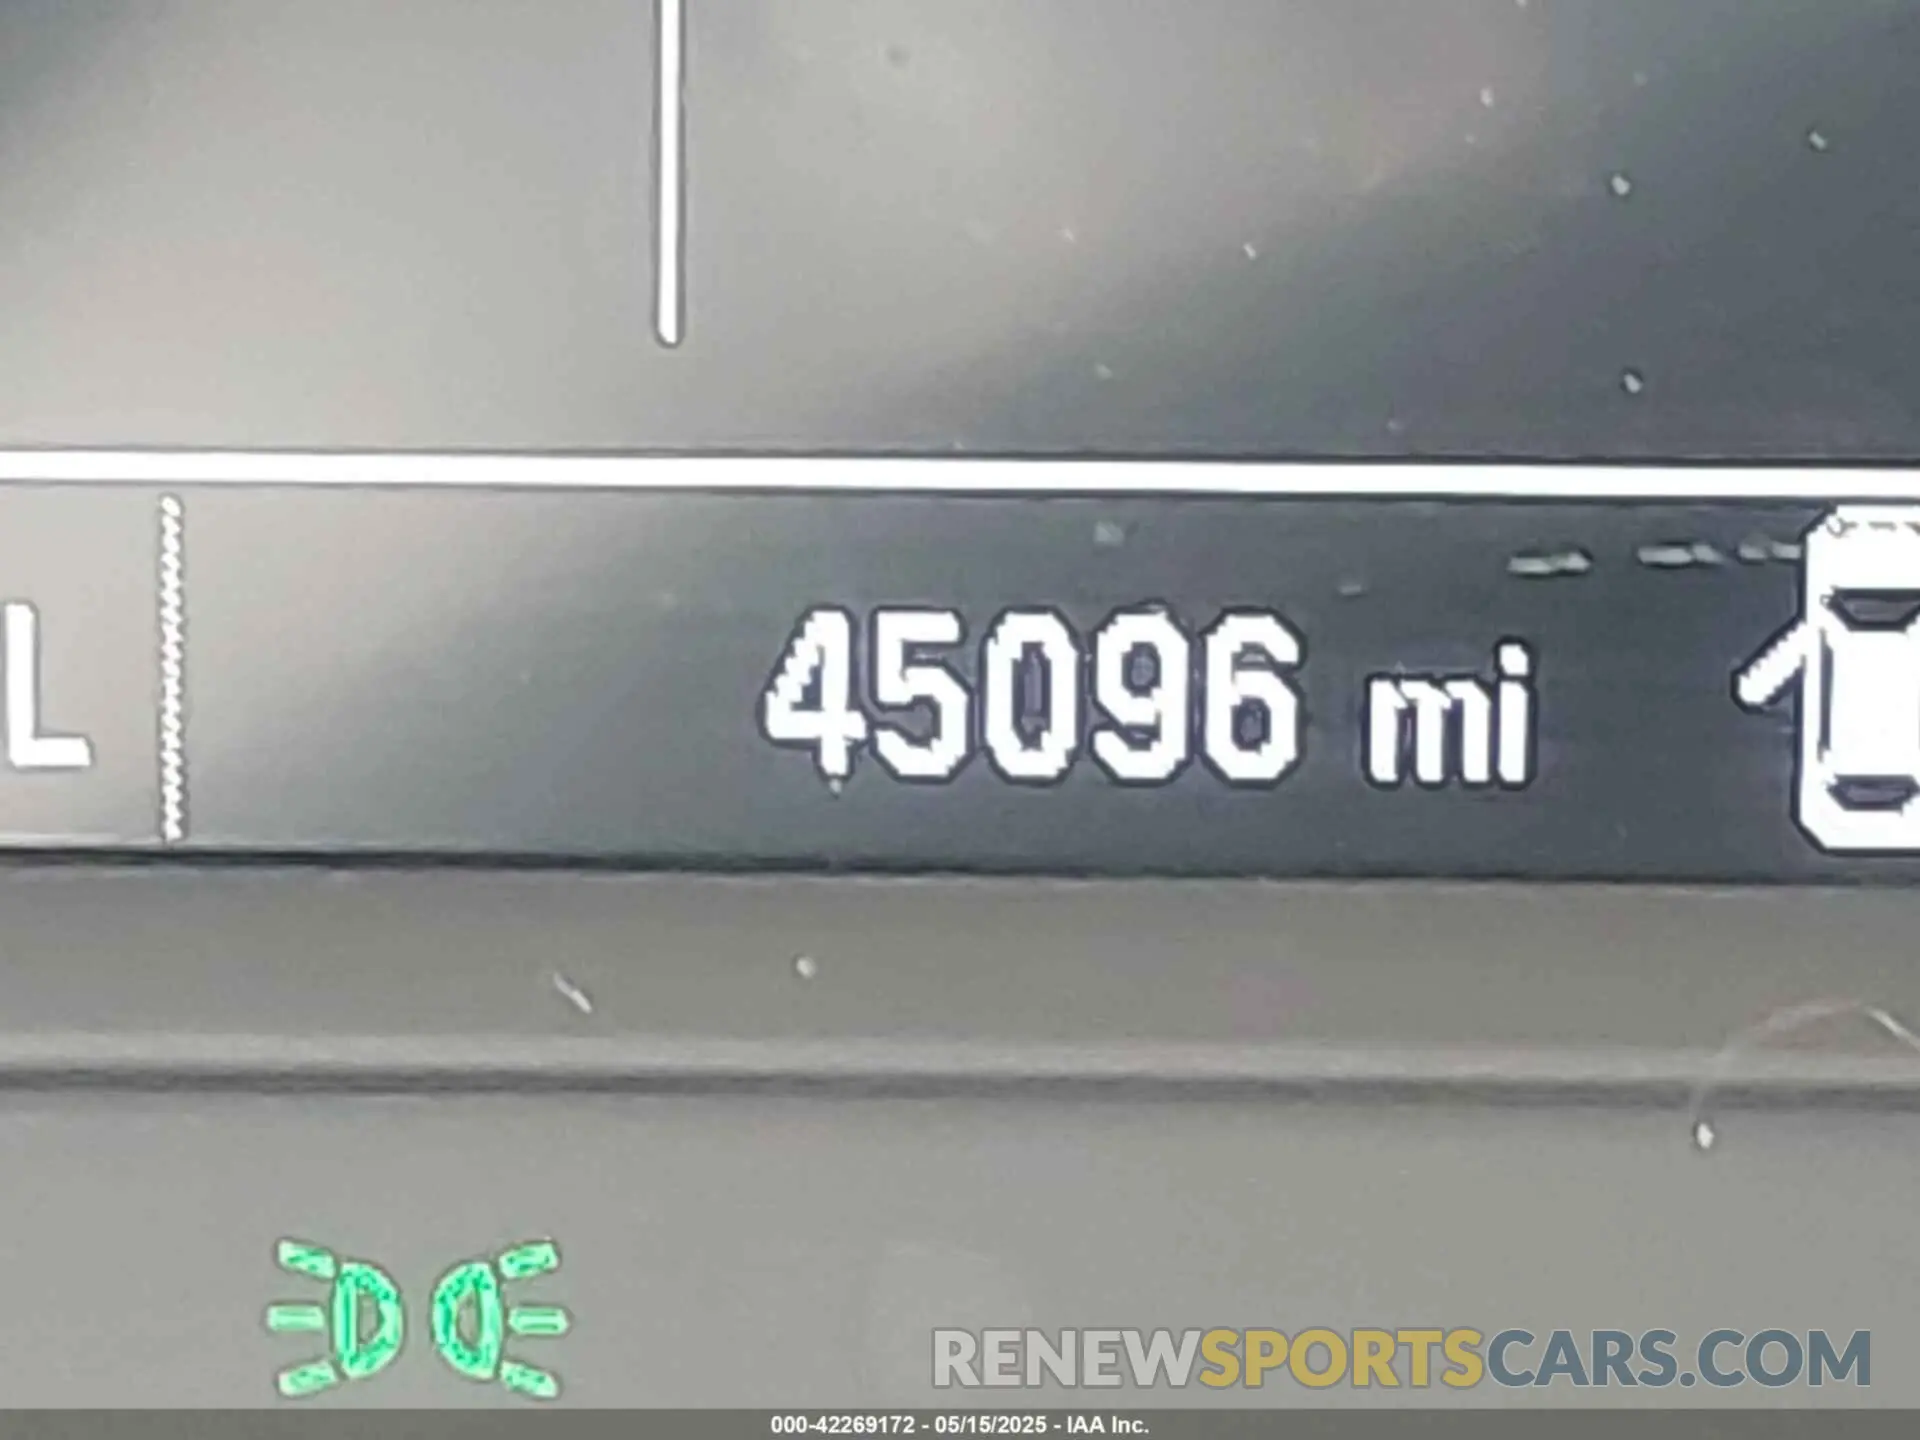 L 45096 mi
RENEWSPORTSCARS.COM
000-42269172 - 05/15/2025 - IAA Inc.